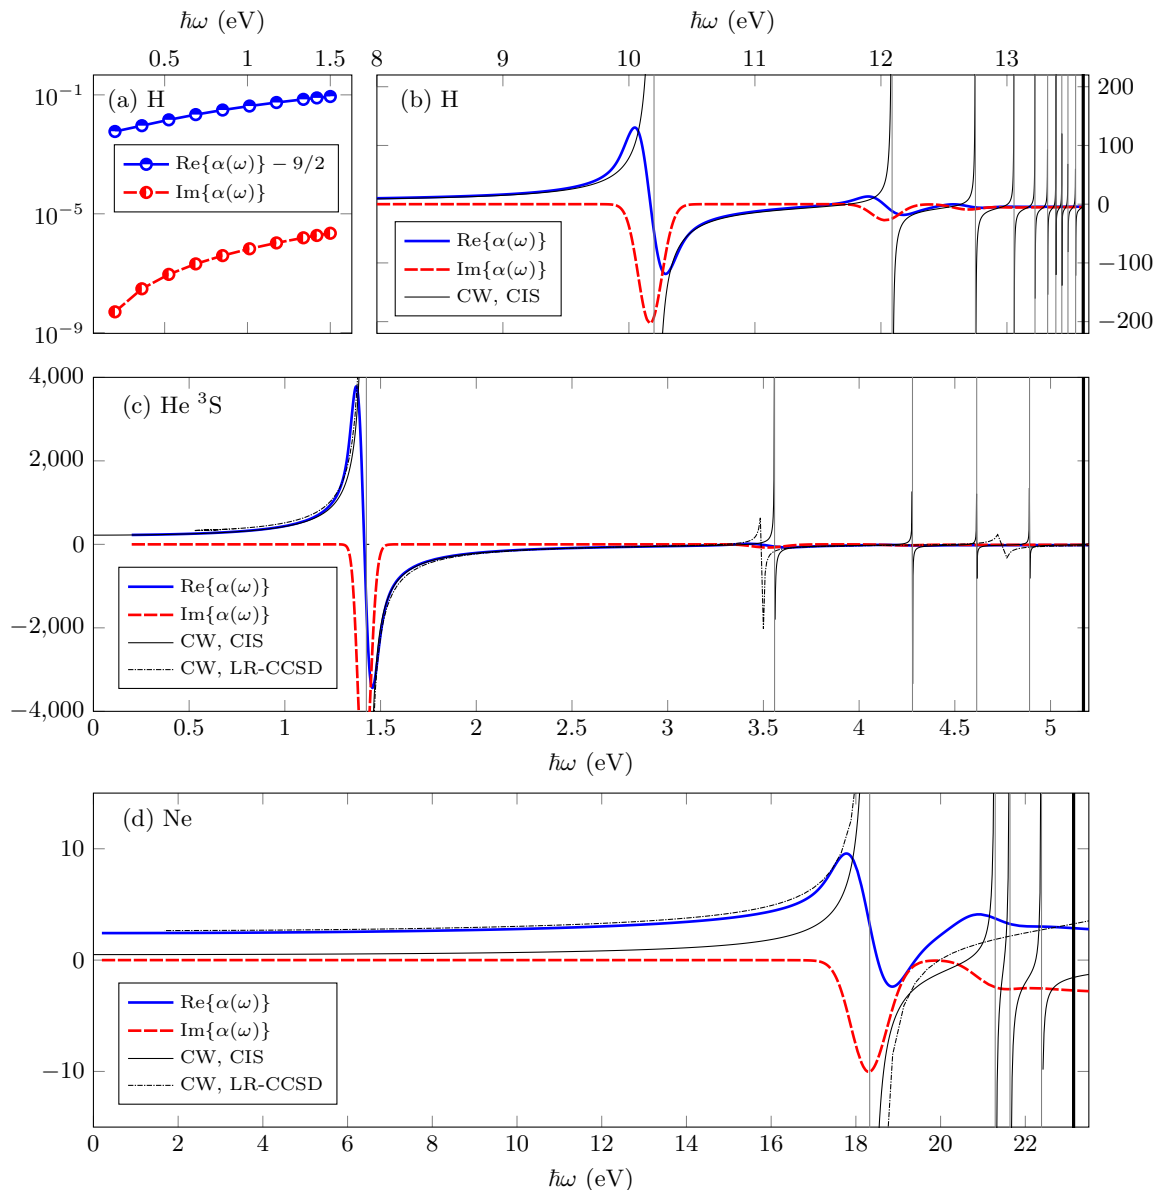 ℏω (eV)
ℏω (eV)
0.5 1 1.5
8 9 10 11 12 13
(a) H
10⁻¹
10⁻⁵
10⁻⁹
Re{α(ω)} − 9/2
Im{α(ω)}
(b) H
200
100
0
−100
−200
Re{α(ω)}
Im{α(ω)}
CW, CIS
(c) He ³S
4,000
2,000
0
−2,000
−4,000
Re{α(ω)}
Im{α(ω)}
CW, CIS
CW, LR-CCSD
0 0.5 1 1.5 2 2.5 3 3.5 4 4.5 5
ℏω (eV)
ℏω (eV)
(d) Ne
10
0
−10
Re{α(ω)}
Im{α(ω)}
CW, CIS
CW, LR-CCSD
0 2 4 6 8 10 12 14 16 18 20 22
ℏω (eV)